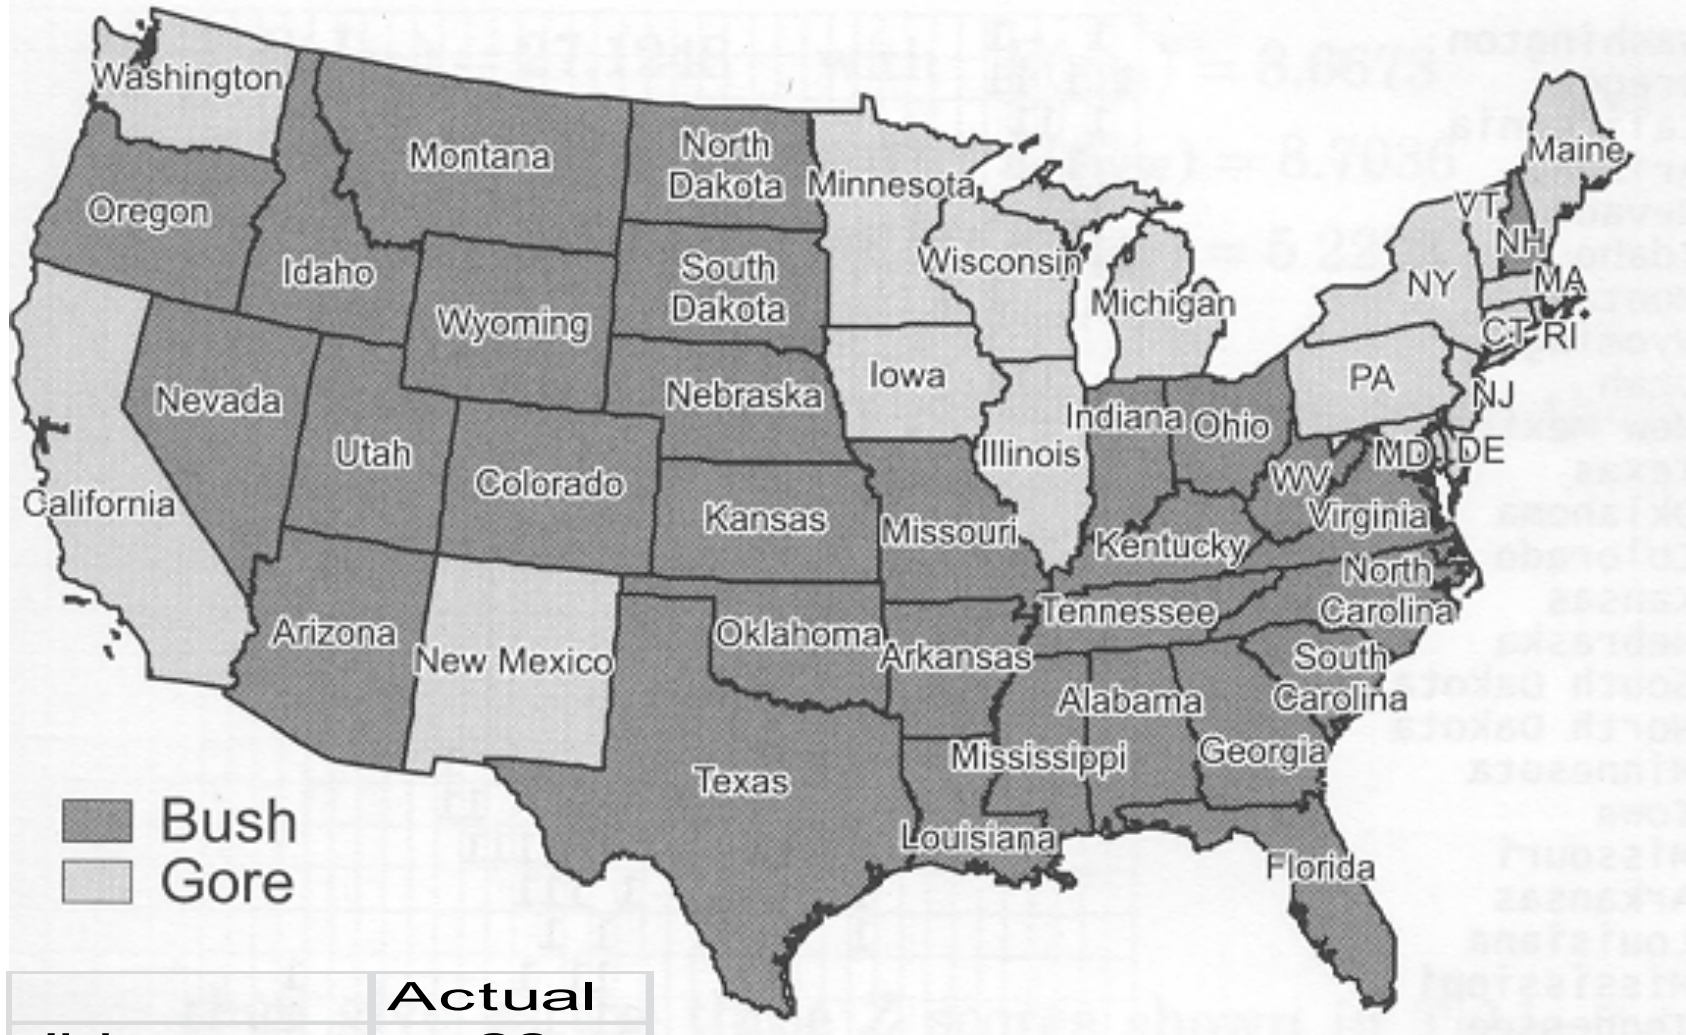 Washington
Maine
Montana
North
Dakota
Minnesota
VT
Oregon
NH
Idaho
South
Dakota
Wisconsin
MA
NY
Michigan
Wyoming
CT
RI
Iowa
PA
Nevada
Nebraska
NJ
Indiana
Ohio
Utah
Illinois
MD
DE
Colorado
WV
California
Kansas
Virginia
Missouri
Kentucky
North
Carolina
Tennessee
Arizona
Oklahoma
New Mexico
Arkansas
South
Carolina
Alabama
Mississippi
Georgia
Texas
Bush
Louisiana
Florida
Gore
Actual